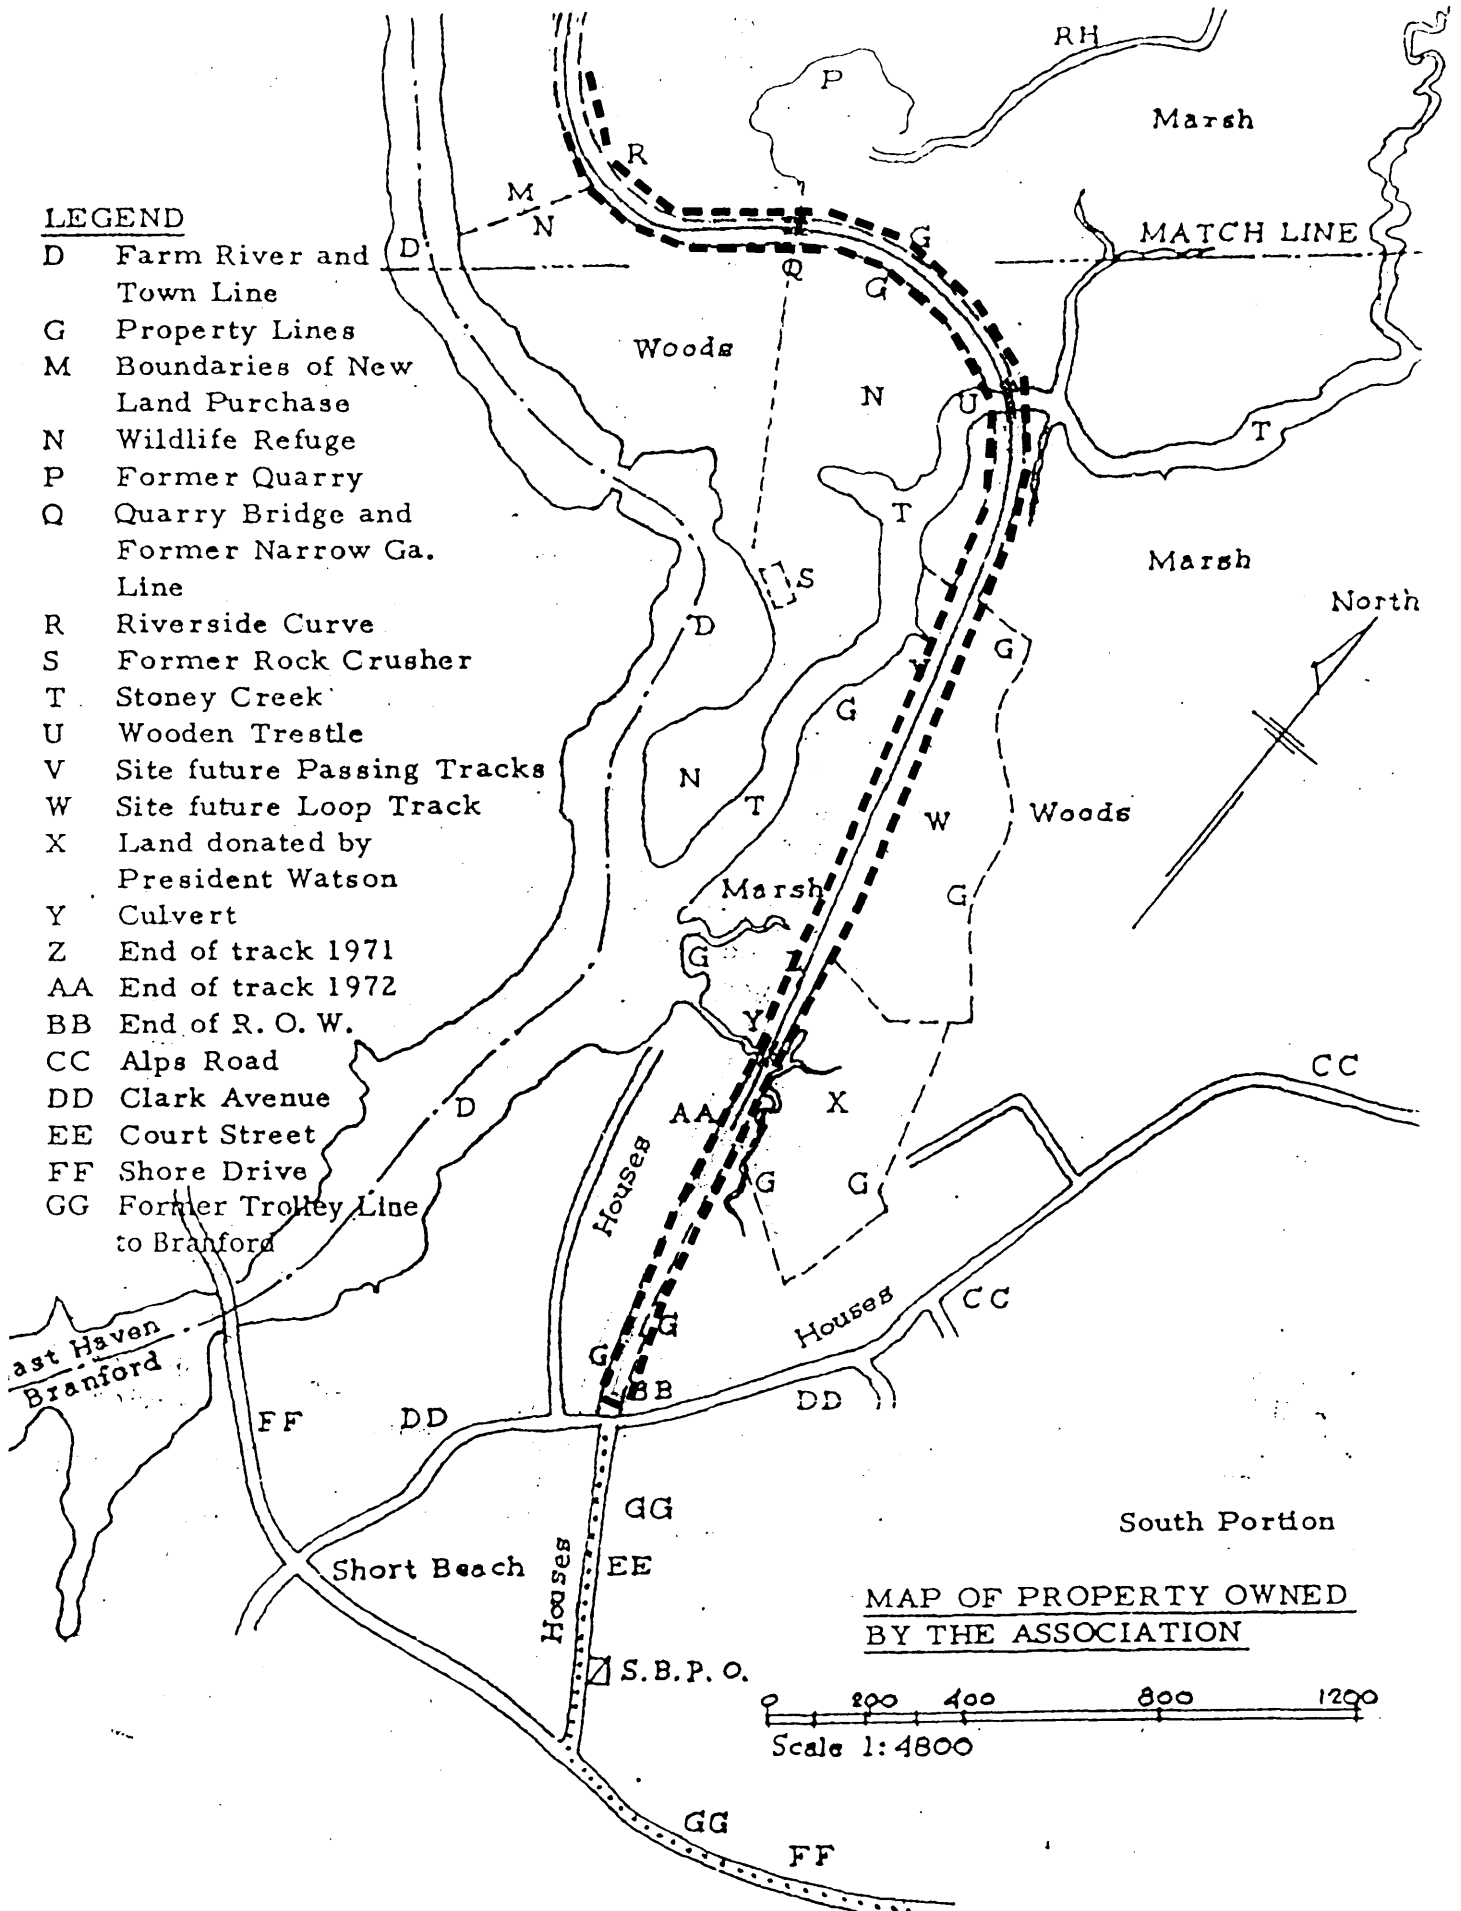 RH
P
Marsh
R
M
N
LEGEND
D Farm River and
Town Line
G Property Lines
M Boundaries of New
Land Purchase
N Wildlife Refuge
P Former Quarry
Q Quarry Bridge and
Former Narrow Ga.
Line
R Riverside Curve
S Former Rock Crusher
T Stoney Creek
U Wooden Trestle
V Site future Passing Tracks
W Site future Loop Track
X Land donated by
President Watson
Y Culvert
Z End of track 1971
AA End of track 1972
BB End of R. O. W.
CC Alps Road
DD Clark Avenue
EE Court Street
FF Shore Drive
GG Former Trolley Line
to Branford
D
G
MATCH LINE
Q
G
Woods
N
U
T
T
Marsh
S
North
D
G
G
N
T
W
Woods
Marsh
G
G
Y
CC
D
AA
X
Houses
G
G
Houses
CC
ast Haven
Branford
G
G
BB
DD
FF
DD
GG
South Portion
Short Beach
Houses
EE
MAP OF PROPERTY OWNED
BY THE ASSOCIATION
S.B.P.O.
0 200 400 800 1200
Scale 1:4800
GG
FF